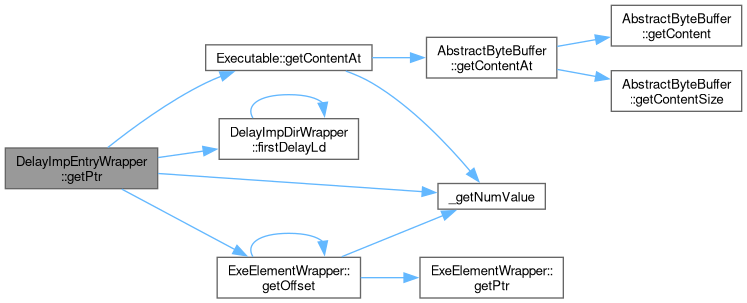 DelayImpEntryWrapper
::getPtr
Executable::getContentAt
AbstractByteBuffer
::getContentAt
AbstractByteBuffer
::getContent
AbstractByteBuffer
::getContentSize
DelayImpDirWrapper
::firstDelayLd
_getNumValue
ExeElementWrapper::
getOffset
ExeElementWrapper::
getPtr